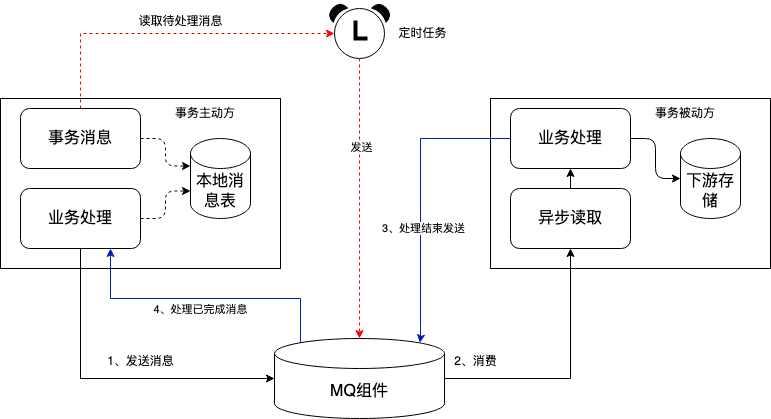 读取待处理消息
L
定时任务
事务主动方
事务消息
业务处理
本地消
息表
发送
事务被动方
业务处理
异步读取
下游存
储
3、处理结束发送
4、处理已完成消息
1、发送消息
2、消费
MQ组件